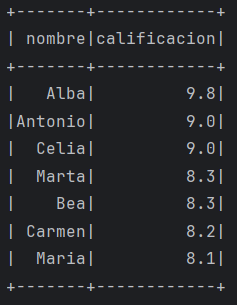 +-------+------------+
| nombre|calificacion|
+-------+------------+
|   Alba|         9.8|
|Antonio|         9.0|
|  Celia|         9.0|
|  Marta|         8.3|
|    Bea|         8.3|
| Carmen|         8.2|
|  Maria|         8.1|
+-------+------------+